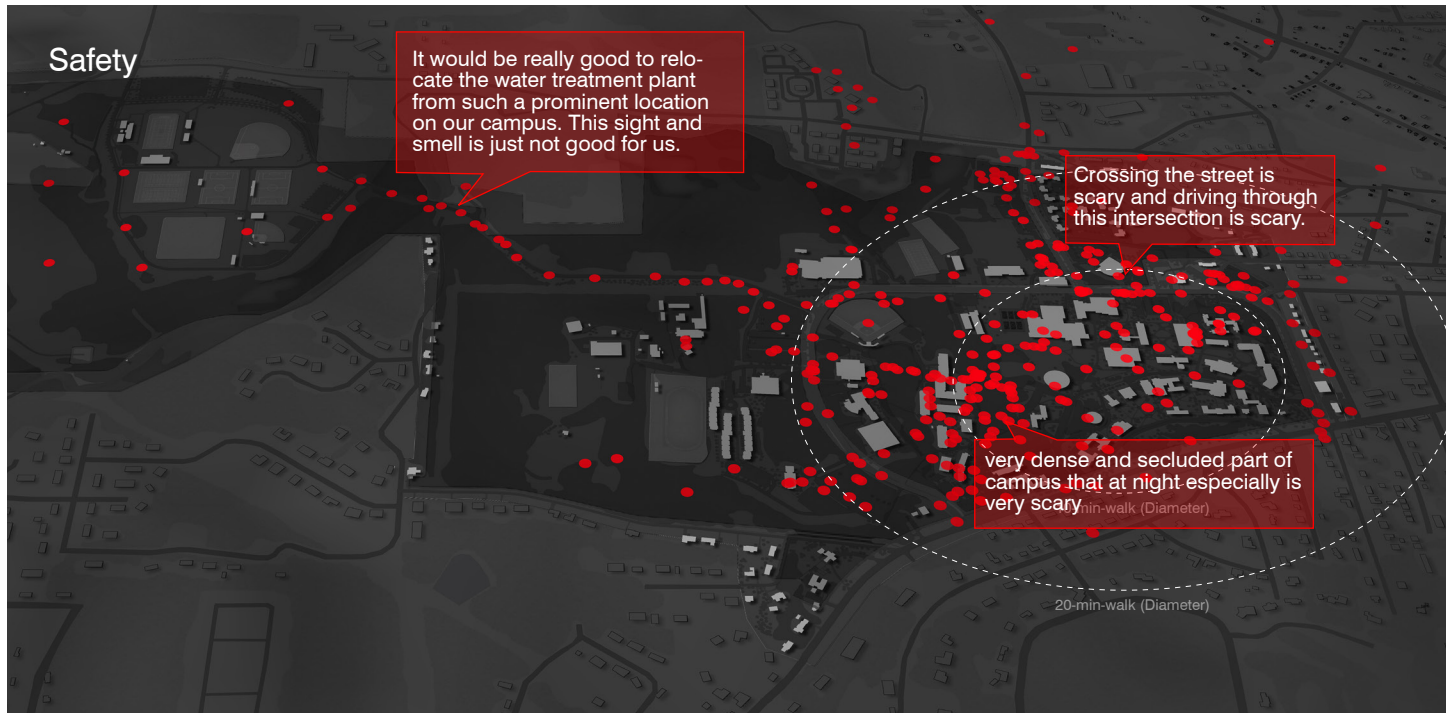 Safety
It would be really good to relo-
cate the water treatment plant
from such a prominent location
on our campus. This sight and
smell is just not good for us.
Crossing the street is
scary and driving through
this intersection is scary.
very dense and secluded part of
campus that at night especially is
very scary
min-walk (Diameter)
20-min-walk (Diameter)